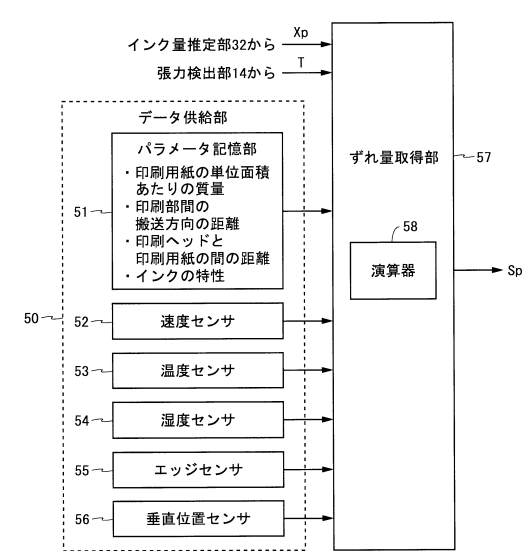 インク量推定部32から
Xp
張力検出部14から
T
データ供給部
パラメータ記憶部
・印刷用紙の単位面積
あたりの質量
・印刷部間の
搬送方向の距離
・印刷ヘッドと
印刷用紙の間の距離
・インクの特性
51
50
52
速度センサ
53
温度センサ
54
湿度センサ
55
エッジセンサ
56
垂直位置センサ
ずれ量取得部
57
58
演算器
Sp